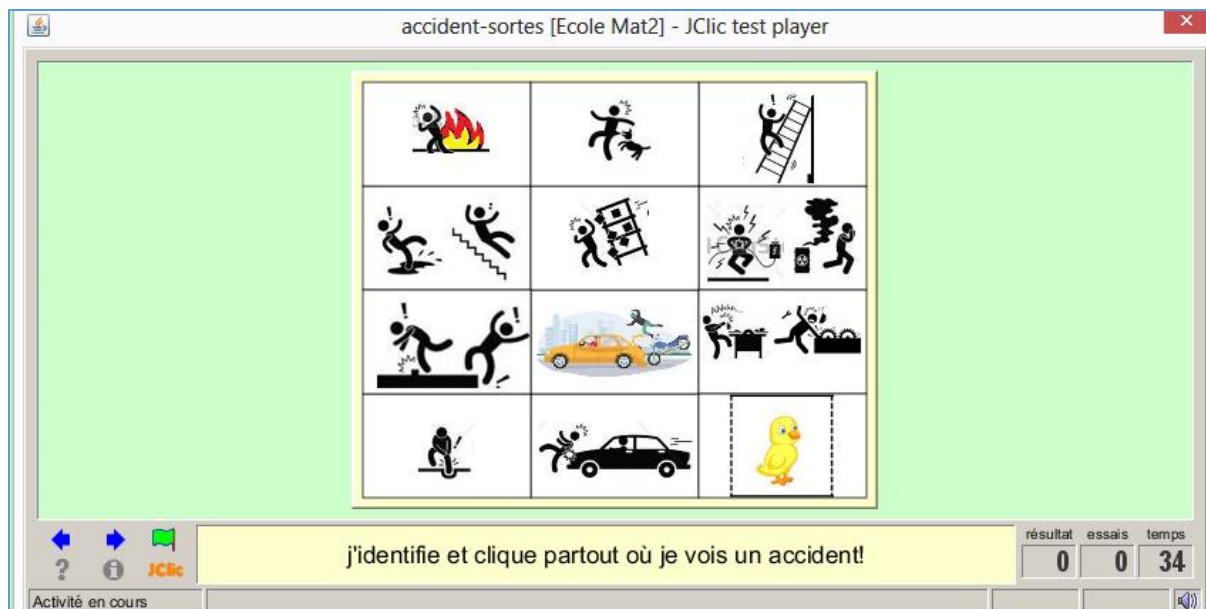 accident-sortes [Ecole Mat2] - JClic test player
j'identifie et clique partout où je vois un accident!
résultat essais temps
0 0 34
JClic
Activité en cours